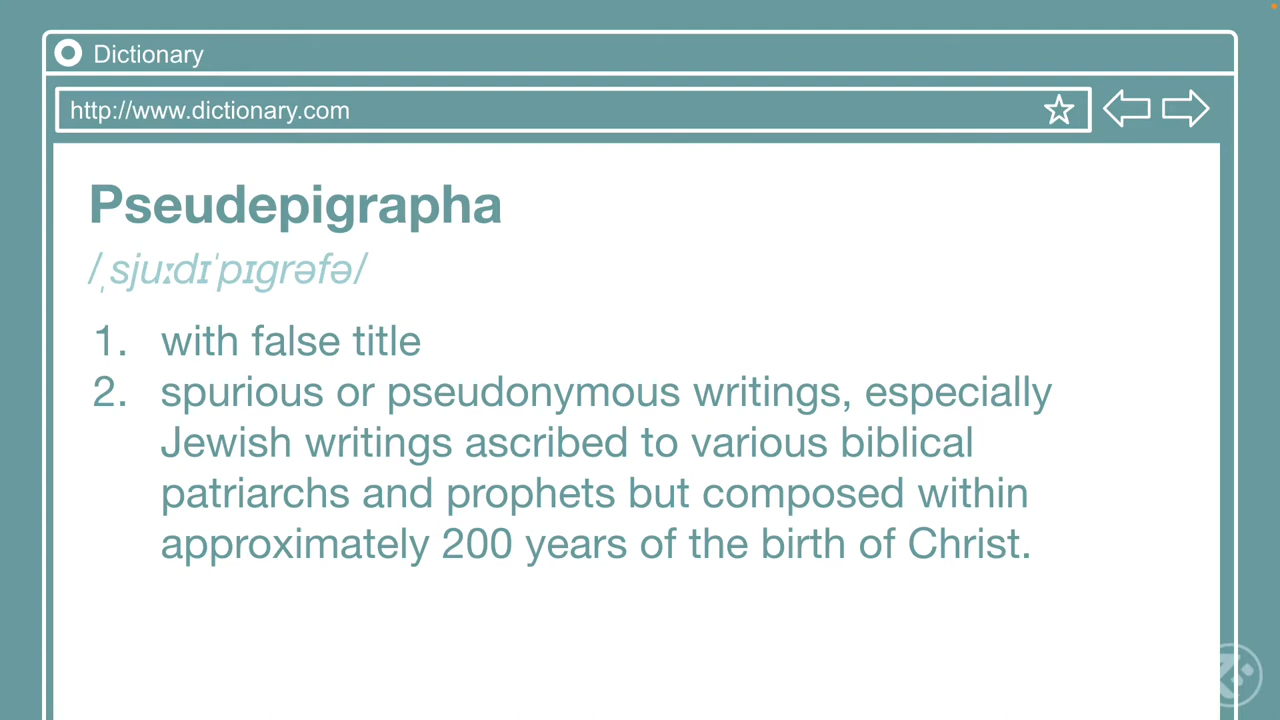 Dictionary
http://www.dictionary.com
Pseudepigrapha
/ˌsjuːdɪˈpɪɡrəfə/
1. with false title
2. spurious or pseudonymous writings, especially
Jewish writings ascribed to various biblical
patriarchs and prophets but composed within
approximately 200 years of the birth of Christ.